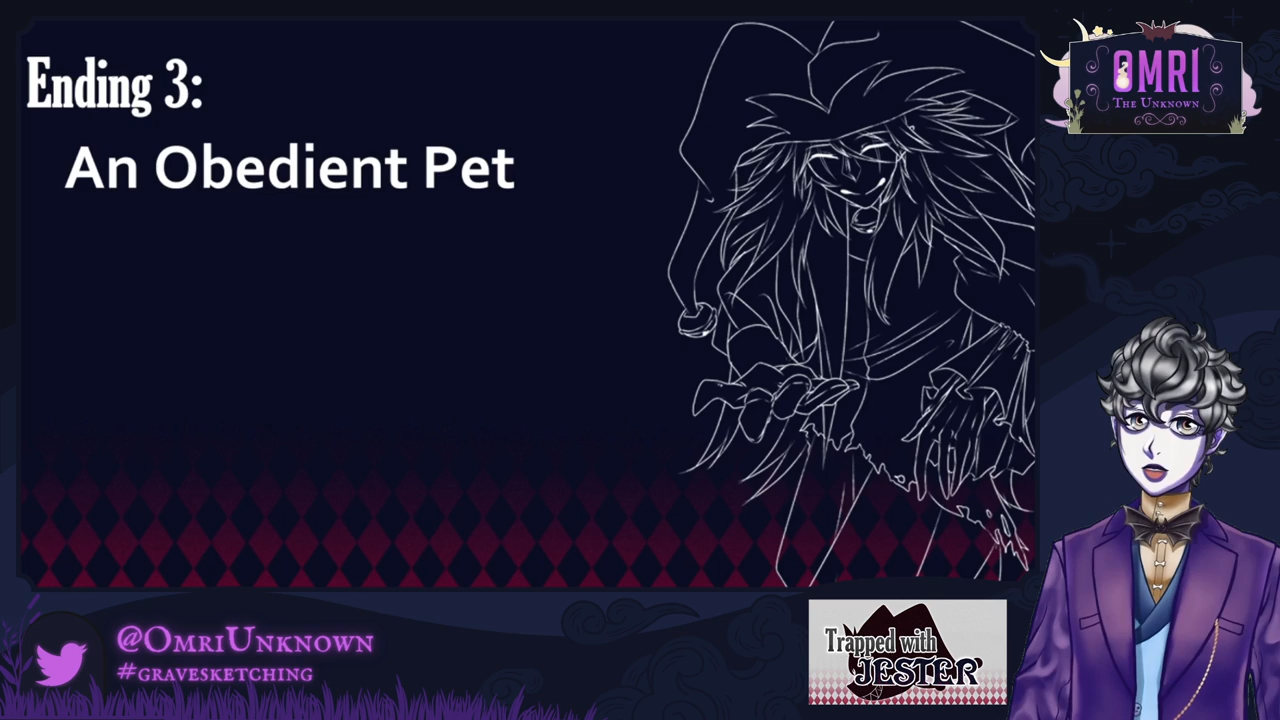 Ending 3:
An Obedient Pet
OMRI
The Unknown
@OmriUnknown
#gravesketching
Trapped with
JESTER